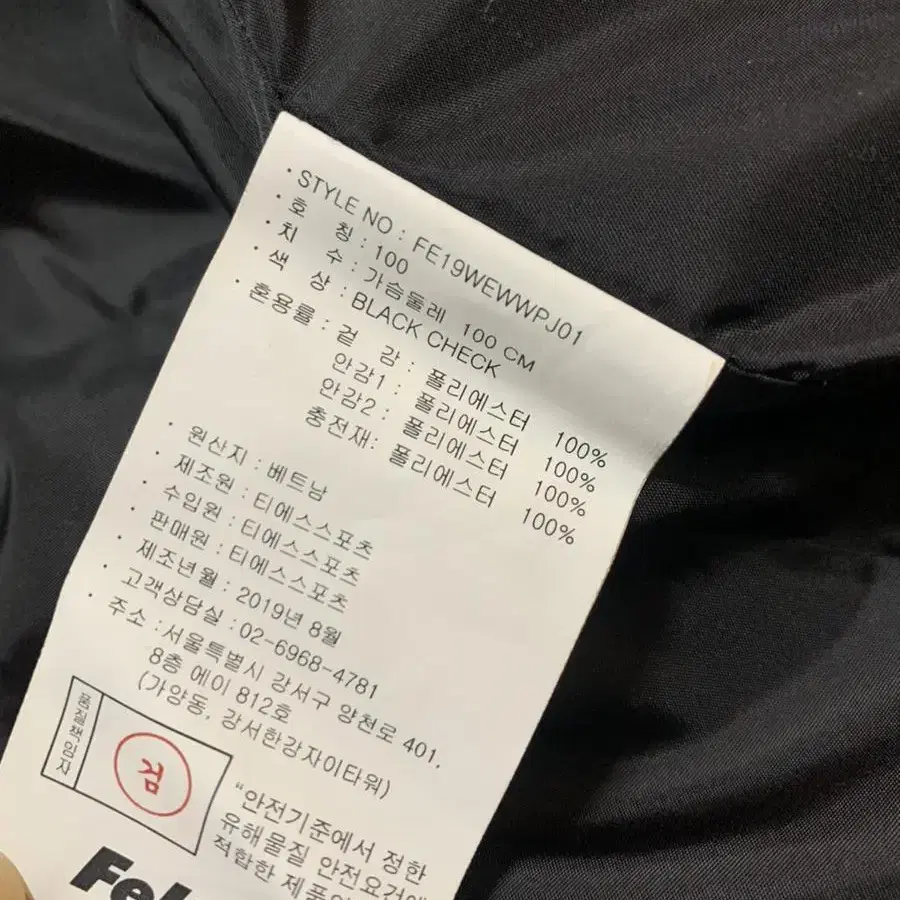 · STYLE NO : FE19WEWWPJ01
· 호 칭 : 100
· 치 수 : 가슴둘레 100 CM
· 색 상 : BLACK CHECK
· 혼용률 : 겉 감 : 폴리에스터 100%
안감1 : 폴리에스터 100%
안감2 : 폴리에스터 100%
충전재: 폴리에스터 100%
· 원산지 : 베트남
· 제조원 : 티에스스포츠
· 수입원 : 티에스스포츠
· 판매원 : 티에스스포츠
· 제조년월 : 2019년 8월
· 고객상담실 : 02-6968-4781
· 주소 : 서울특별시 강서구 양천로 401.
8층 에이 812호
(가양동, 강서한강자이타워)
품질책임자
검
"안전기준에서 정한
유해물질 안전요건에
적합한 제품